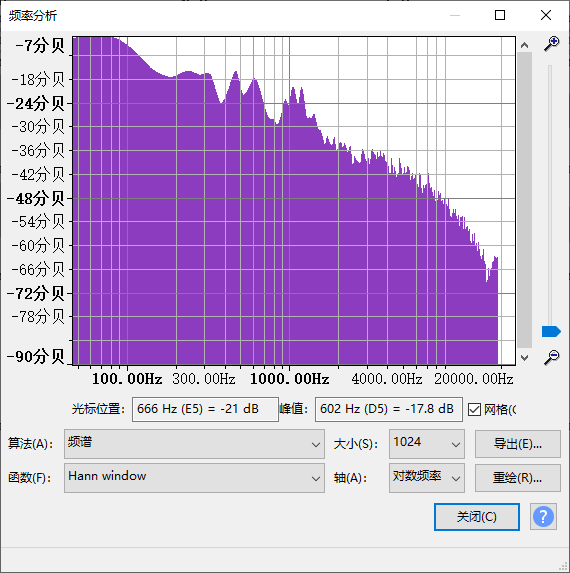 频率分析
-7分贝
-18分贝
-24分贝
-30分贝
-36分贝
-42分贝
-48分贝
-54分贝
-60分贝
-66分贝
-72分贝
-78分贝
-90分贝
100.00Hz 300.00Hz 1000.00Hz 4000.00Hz 20000.00Hz
光标位置: 666 Hz (E5) = -21 dB 峰值: 602 Hz (D5) = -17.8 dB 网格(G
算法(A): 频谱 大小(S): 1024 导出(E)...
函数(F): Hann window 轴(A): 对数频率 重绘(R)...
关闭(C) ?